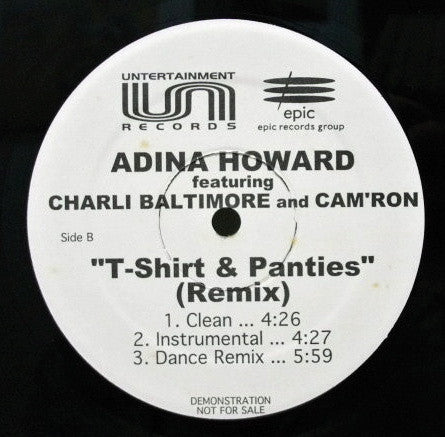 UNTERTAINMENT
UNI
RECORDS
epic
epic records group
ADINA HOWARD
featuring
CHARLI BALTIMORE and CAM'RON
Side B
"T-Shirt & Panties"
(Remix)
1. Clean ... 4:26
2. Instrumental ... 4:27
3. Dance Remix ... 5:59
DEMONSTRATION
NOT FOR SALE